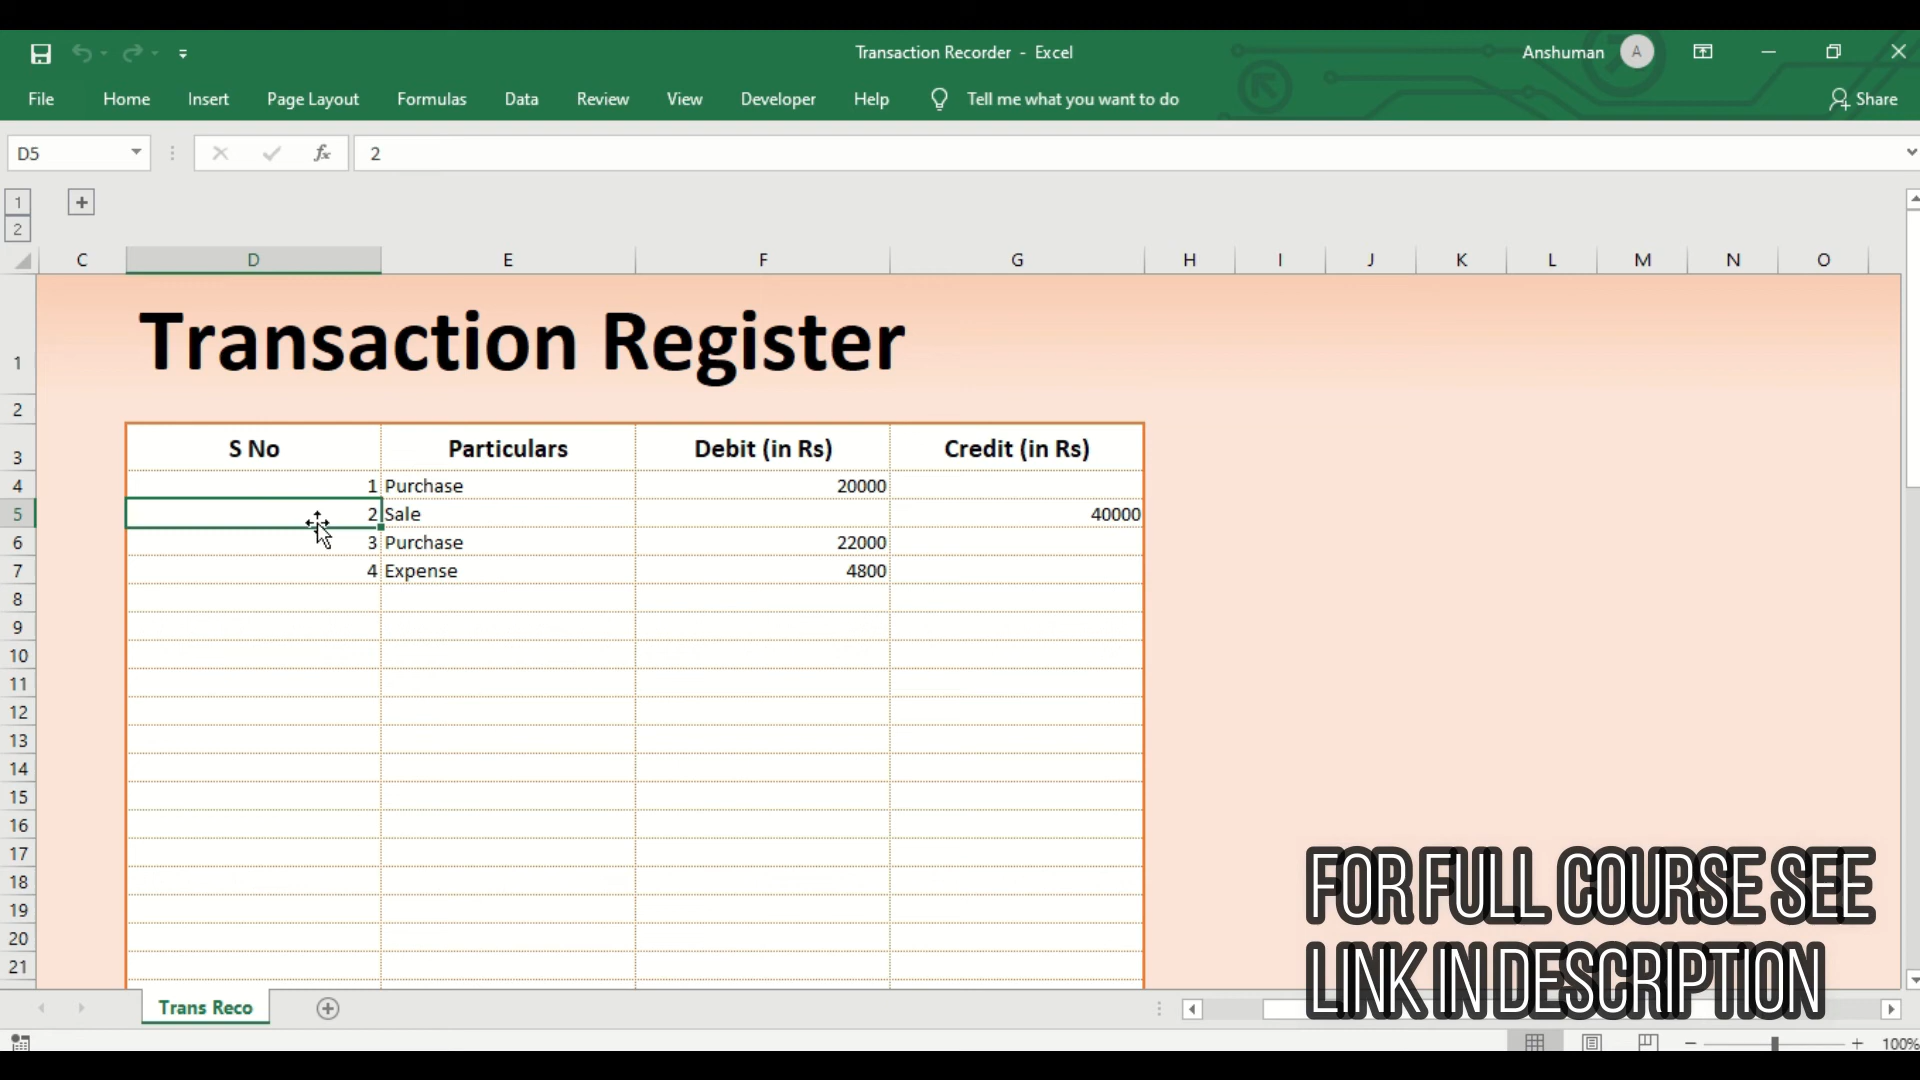 Transaction Recorder - Excel
Anshuman A
File Home Insert Page Layout Formulas Data Review View Developer Help Tell me what you want to do Share
D5 fx 2
1
2
C D E F G H I J K L M N O
1 Transaction Register
2
3 S No Particulars Debit (in Rs) Credit (in Rs)
4 1 Purchase 20000
5 2 Sale 40000
6 3 Purchase 22000
7 4 Expense 4800
8
9
10
11
12
13
14
15
16
17
18
19
20
21
FOR FULL COURSE SEE
LINK IN DESCRIPTION
Trans Reco
100%